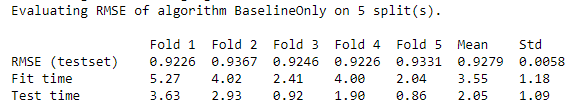 Evaluating RMSE of algorithm BaselineOnly on 5 split(s).
Fold 1 Fold 2 Fold 3 Fold 4 Fold 5 Mean Std
RMSE (testset) 0.9226 0.9367 0.9246 0.9226 0.9331 0.9279 0.0058
Fit time 5.27 4.02 2.41 4.00 2.04 3.55 1.18
Test time 3.63 2.93 0.92 1.90 0.86 2.05 1.09